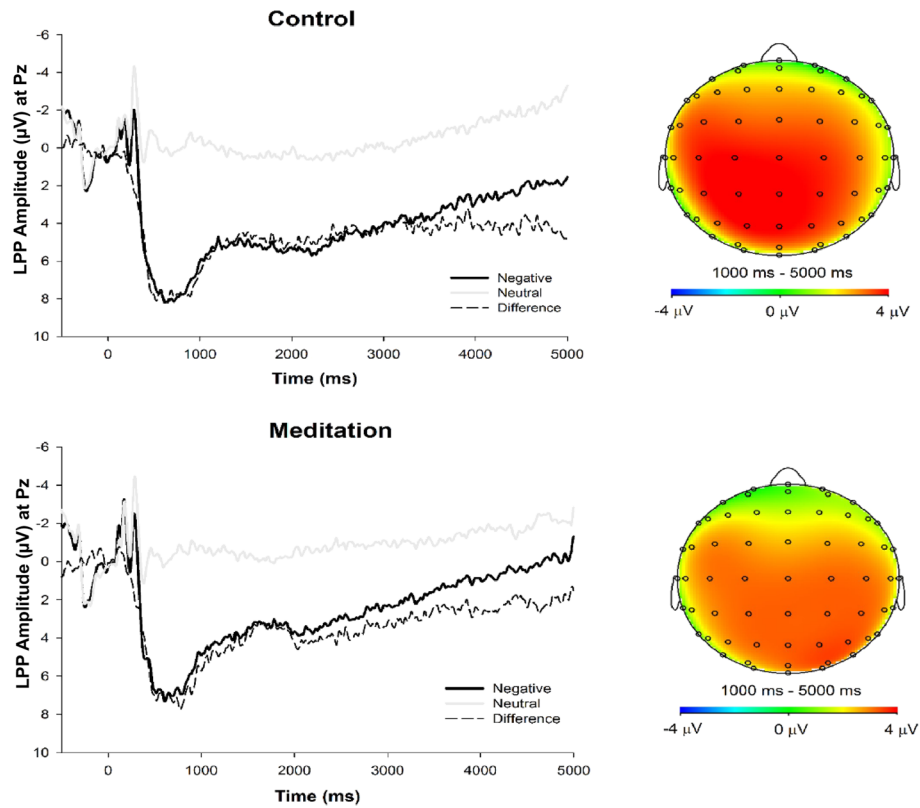 Control
LPP Amplitude (µV) at Pz
-6
-4
-2
0
2
4
6
8
10
0
1000
2000
3000
4000
5000
Time (ms)
Negative
Neutral
Difference
1000 ms - 5000 ms
-4 µV
0 µV
4 µV
Meditation
LPP Amplitude (µV) at Pz
-6
-4
-2
0
2
4
6
8
10
0
1000
2000
3000
4000
5000
Time (ms)
Negative
Neutral
Difference
1000 ms - 5000 ms
-4 µV
0 µV
4 µV